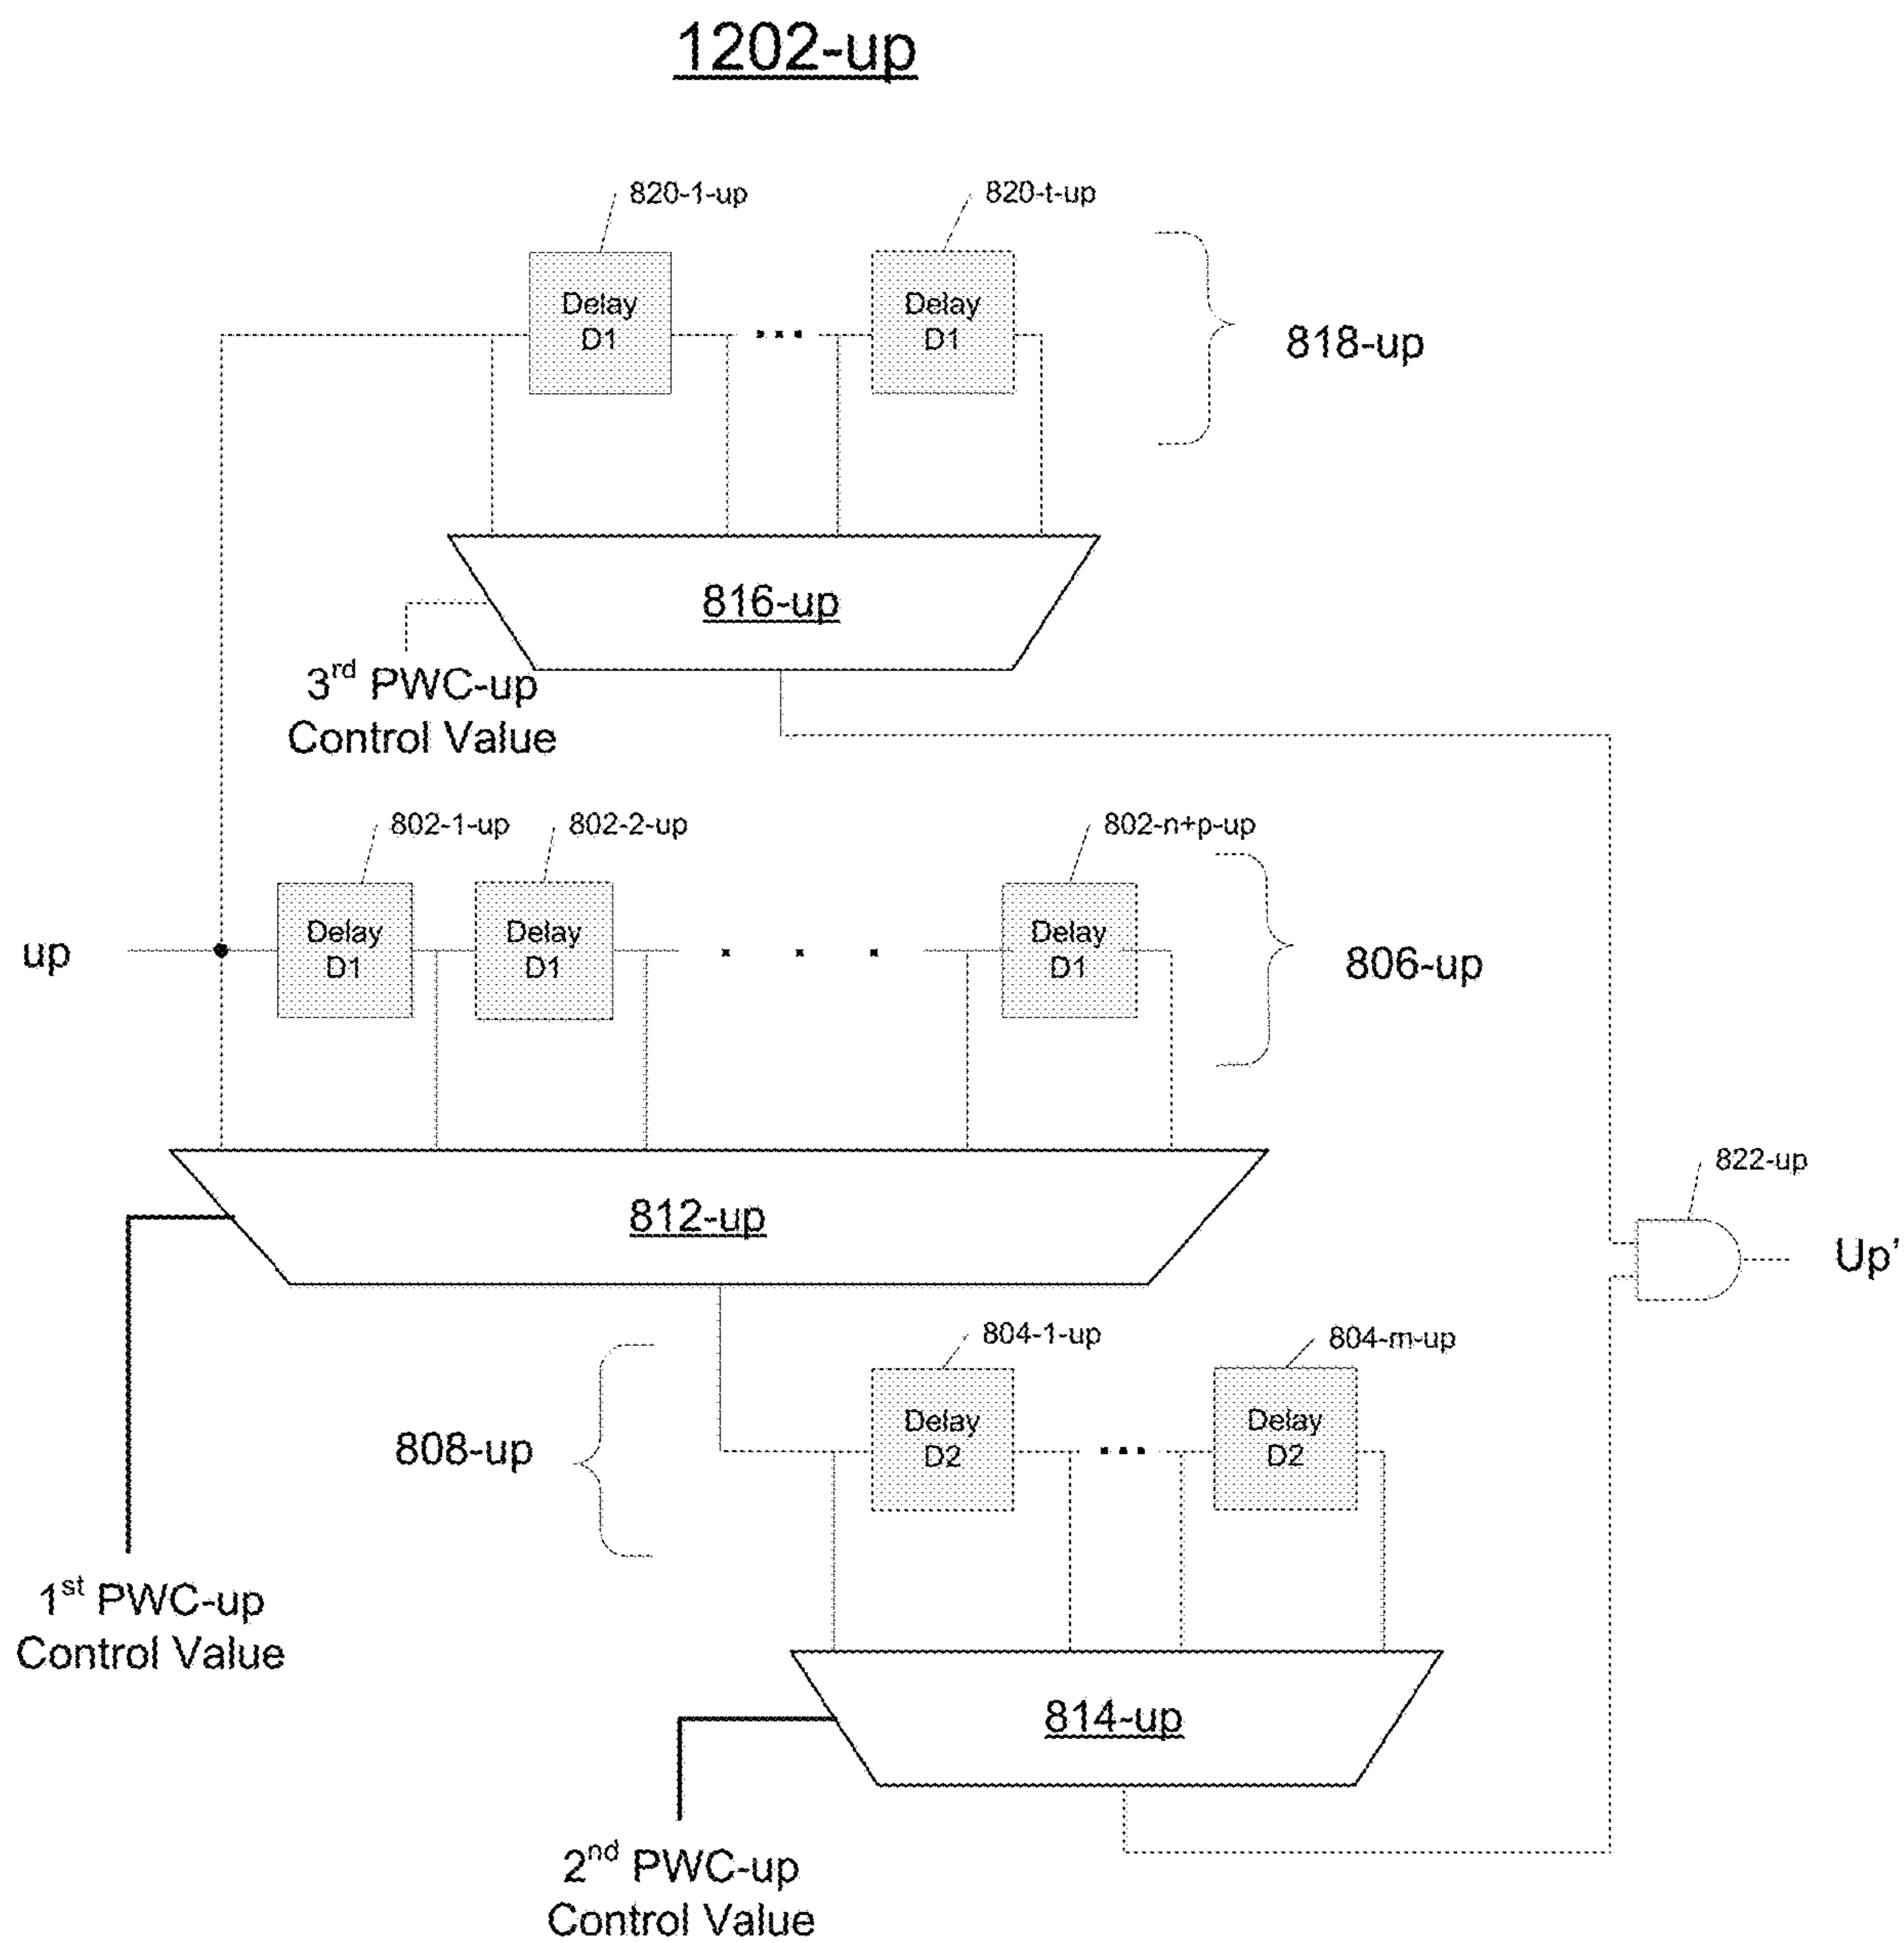 1202-up
820-1-up
820-t-up
Delay
D1
Delay
D1
818-up
816-up
3rd PWC-up
Control Value
802-1-up
802-2-up
802-n+p-up
up
Delay
D1
Delay
D1
Delay
D1
806-up
812-up
822-up
Up'
804-1-up
804-m-up
808-up
Delay
D2
Delay
D2
1st PWC-up
Control Value
814-up
2nd PWC-up
Control Value